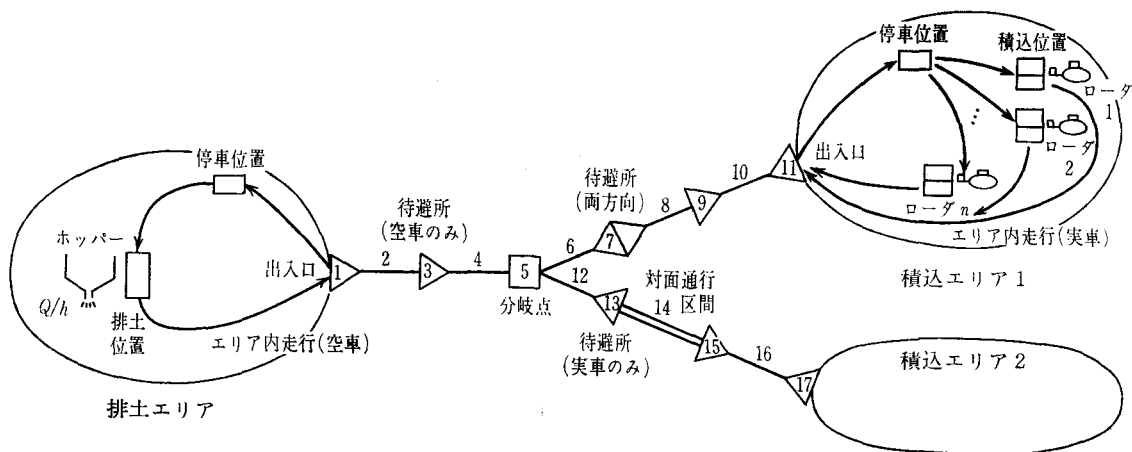 停車位置
ホッパー
Q/h
排土
位置
出入口
エリア内走行(空車)
排土エリア
1
2
待避所
(空車のみ)
3
4
5
分岐点
6
待避所
(両方向)
7
8
9
10
11
出入口
停車位置
積込位置
ローダ
1
ローダ
2
ローダn
エリア内走行(実車)
積込エリア1
12
13
対面通行
14 区間
待避所
(実車のみ)
15
16
17
積込エリア2